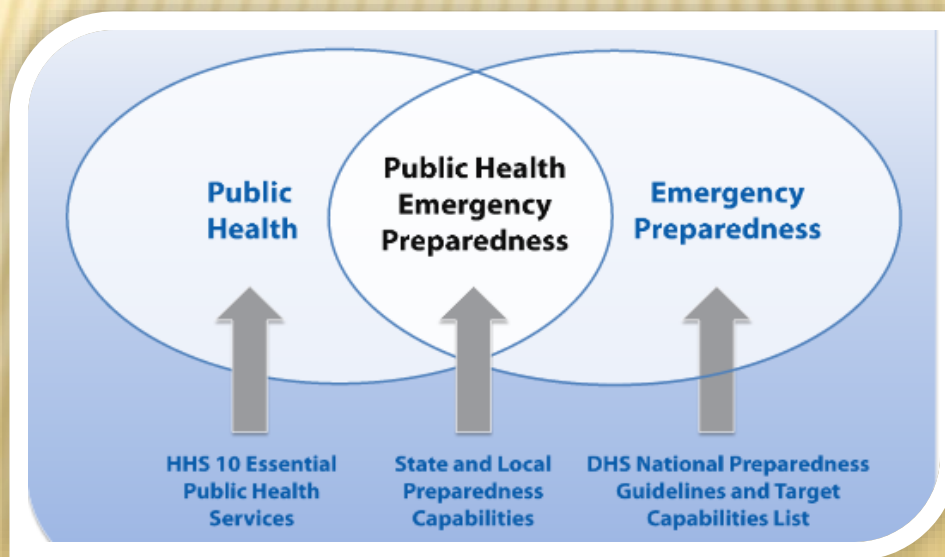 Public
Health
Public Health
Emergency
Preparedness
Emergency
Preparedness
HHS 10 Essential
Public Health
Services
State and Local
Preparedness
Capabilities
DHS National Preparedness
Guidelines and Target
Capabilities List